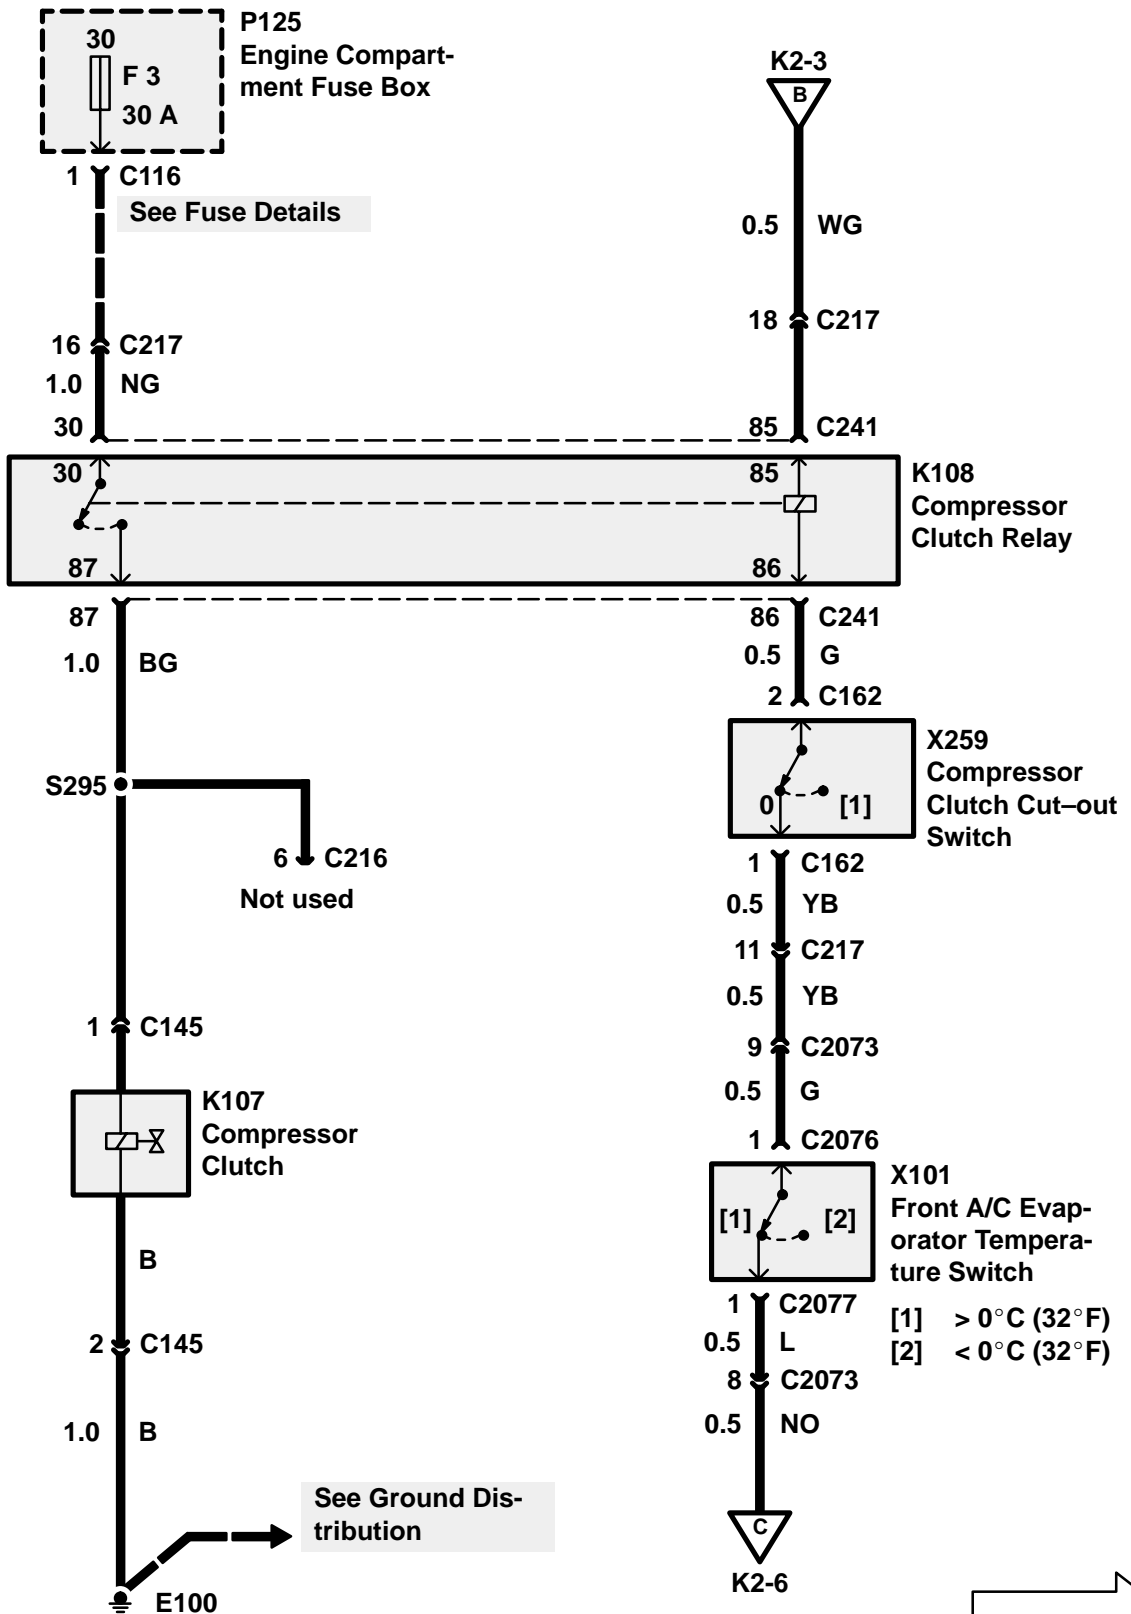 P125
Engine Compart-
ment Fuse Box
30
F 3
30 A
1 C116
See Fuse Details
16 C217
1.0 NG
30
K2-3
B
0.5 WG
18 C217
85 C241
30
85
87
86
K108
Compressor
Clutch Relay
87
1.0 BG
S295
6 C216
Not used
1 C145
K107
Compressor
Clutch
B
2 C145
1.0 B
See Ground Dis-
tribution
E100
86 C241
0.5 G
2 C162
X259
Compressor
Clutch Cut–out
Switch
0 [1]
1 C162
0.5 YB
11 C217
0.5 YB
9 C2073
0.5 G
1 C2076
X101
Front A/C Evap-
orator Tempera-
ture Switch
[1] [2]
[1] > 0°C (32°F)
[2] < 0°C (32°F)
1 C2077
0.5 L
8 C2073
0.5 NO
C
K2-6